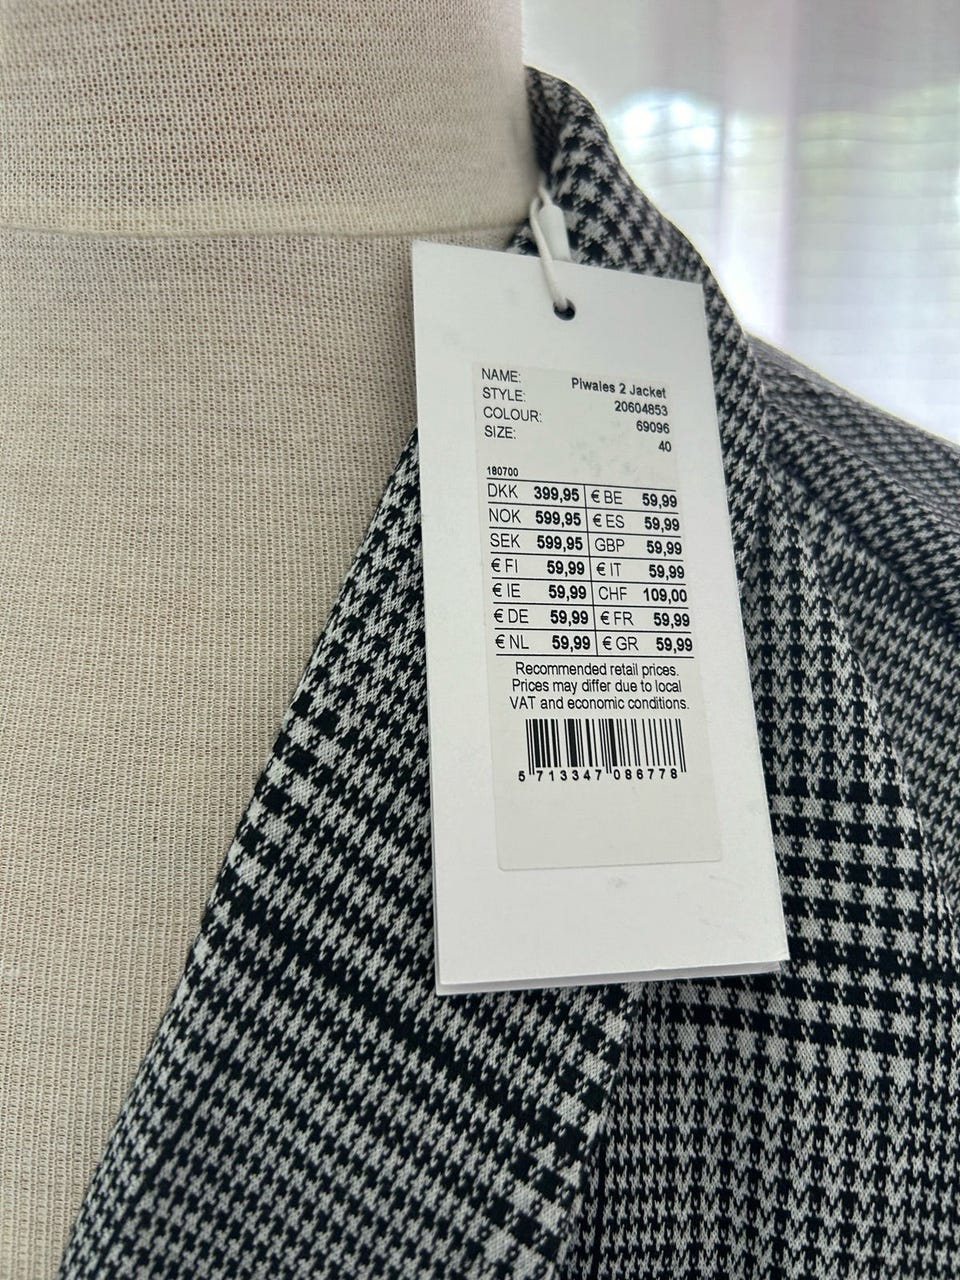 NAME: PIwales 2 Jacket
STYLE: 20604853
COLOUR: 69096
SIZE: 40
180700
DKK 399,95 € BE 59,99
NOK 599,95 € ES 59,99
SEK 599,95 GBP 59,99
€ FI 59,99 € IT 59,99
€ IE 59,99 CHF 109,00
€ DE 59,99 € FR 59,99
€ NL 59,99 € GR 59,99
Recommended retail prices.
Prices may differ due to local
VAT and economic conditions.
5 713347 086778